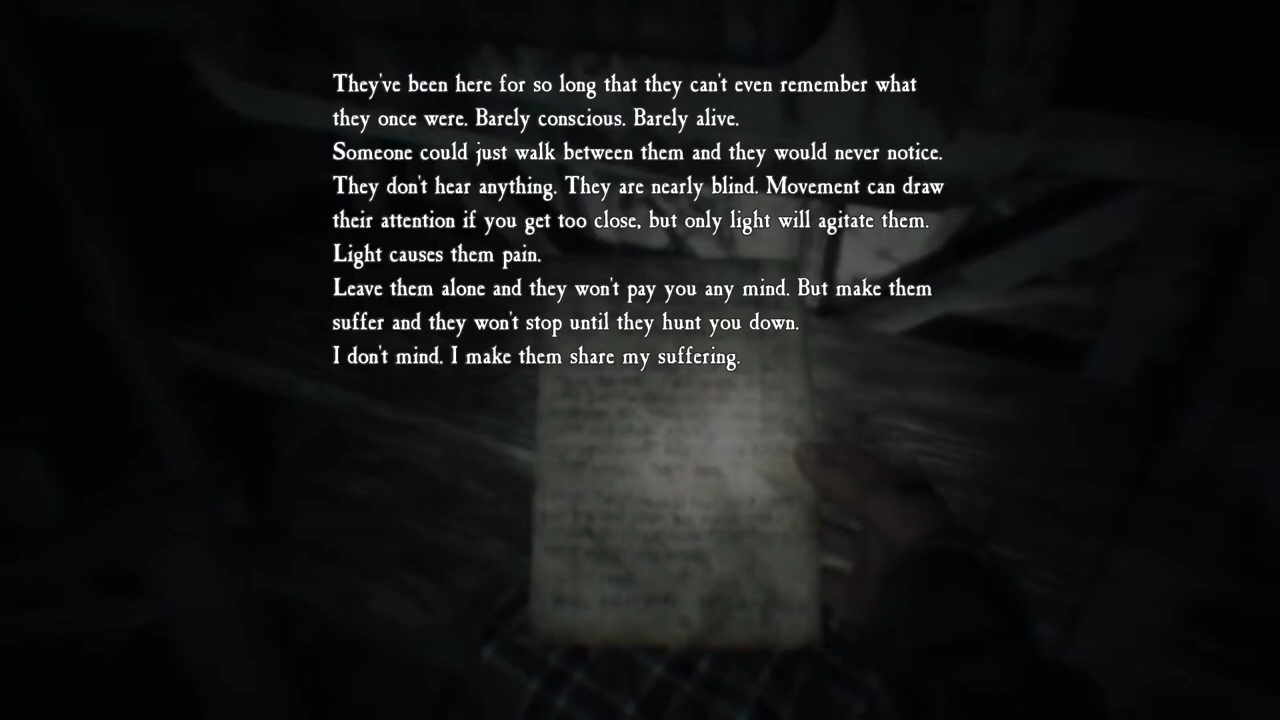 They've been here for so long that they can't even remember what
they once were. Barely conscious. Barely alive.
Someone could just walk between them and they would never notice.
They don't hear anything. They are nearly blind. Movement can draw
their attention if you get too close, but only light will agitate them.
Light causes them pain.
Leave them alone and they won't pay you any mind. But make them
suffer and they won't stop until they hunt you down.
I don't mind. I make them share my suffering.